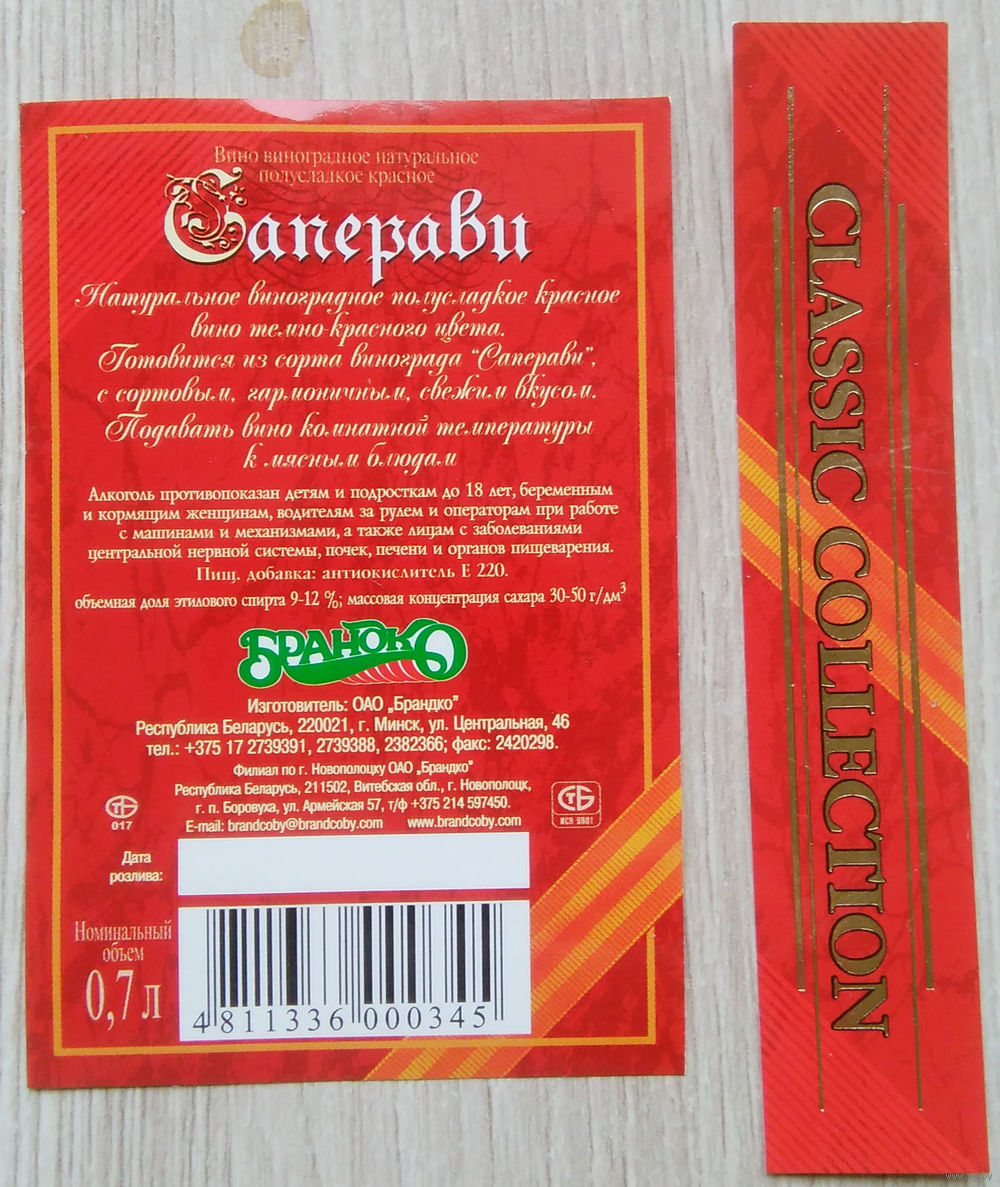 Вино виноградное натуральное
полусладкое красное
Саперави
Натуральное виноградное полусладкое красное
вино темно-красного цвета.
Готовится из сорта винограда “Саперави”,
с сортовым, гармоничным, свежим вкусом.
Подавать вино комнатной температуры
к мясным блюдам
Алкоголь противопоказан детям и подросткам до 18 лет, беременным
и кормящим женщинам, водителям за рулем и операторам при работе
с машинами и механизмами, а также лицам с заболеваниями
центральной нервной системы, почек, печени и органов пищеварения.
Пищ. добавка: антиокислитель Е 220.
объемная доля этилового спирта 9-12 %; массовая концентрация сахара 30-50 г/дм³
БРАНДКО
Изготовитель: ОАО „Брандко”
Республика Беларусь, 220021, г. Минск, ул. Центральная, 46
тел.: +375 17 2739391, 2739388, 2382366; факс: 2420298.
Филиал по г. Новополоцку ОАО „Брандко”
Республика Беларусь, 211502, Витебская обл., г. Новополоцк,
г. п. Боровуха, ул. Армейская 57, т/ф +375 214 597450.
E-mail: brandcoby@brandcoby.com www.brandcoby.com
СТБ
017
СТБ
ИСО 9001
Дата
розлива:
Номинальный
объем
0,7 л
4 811336 000345
CLASSIC COLLECTION